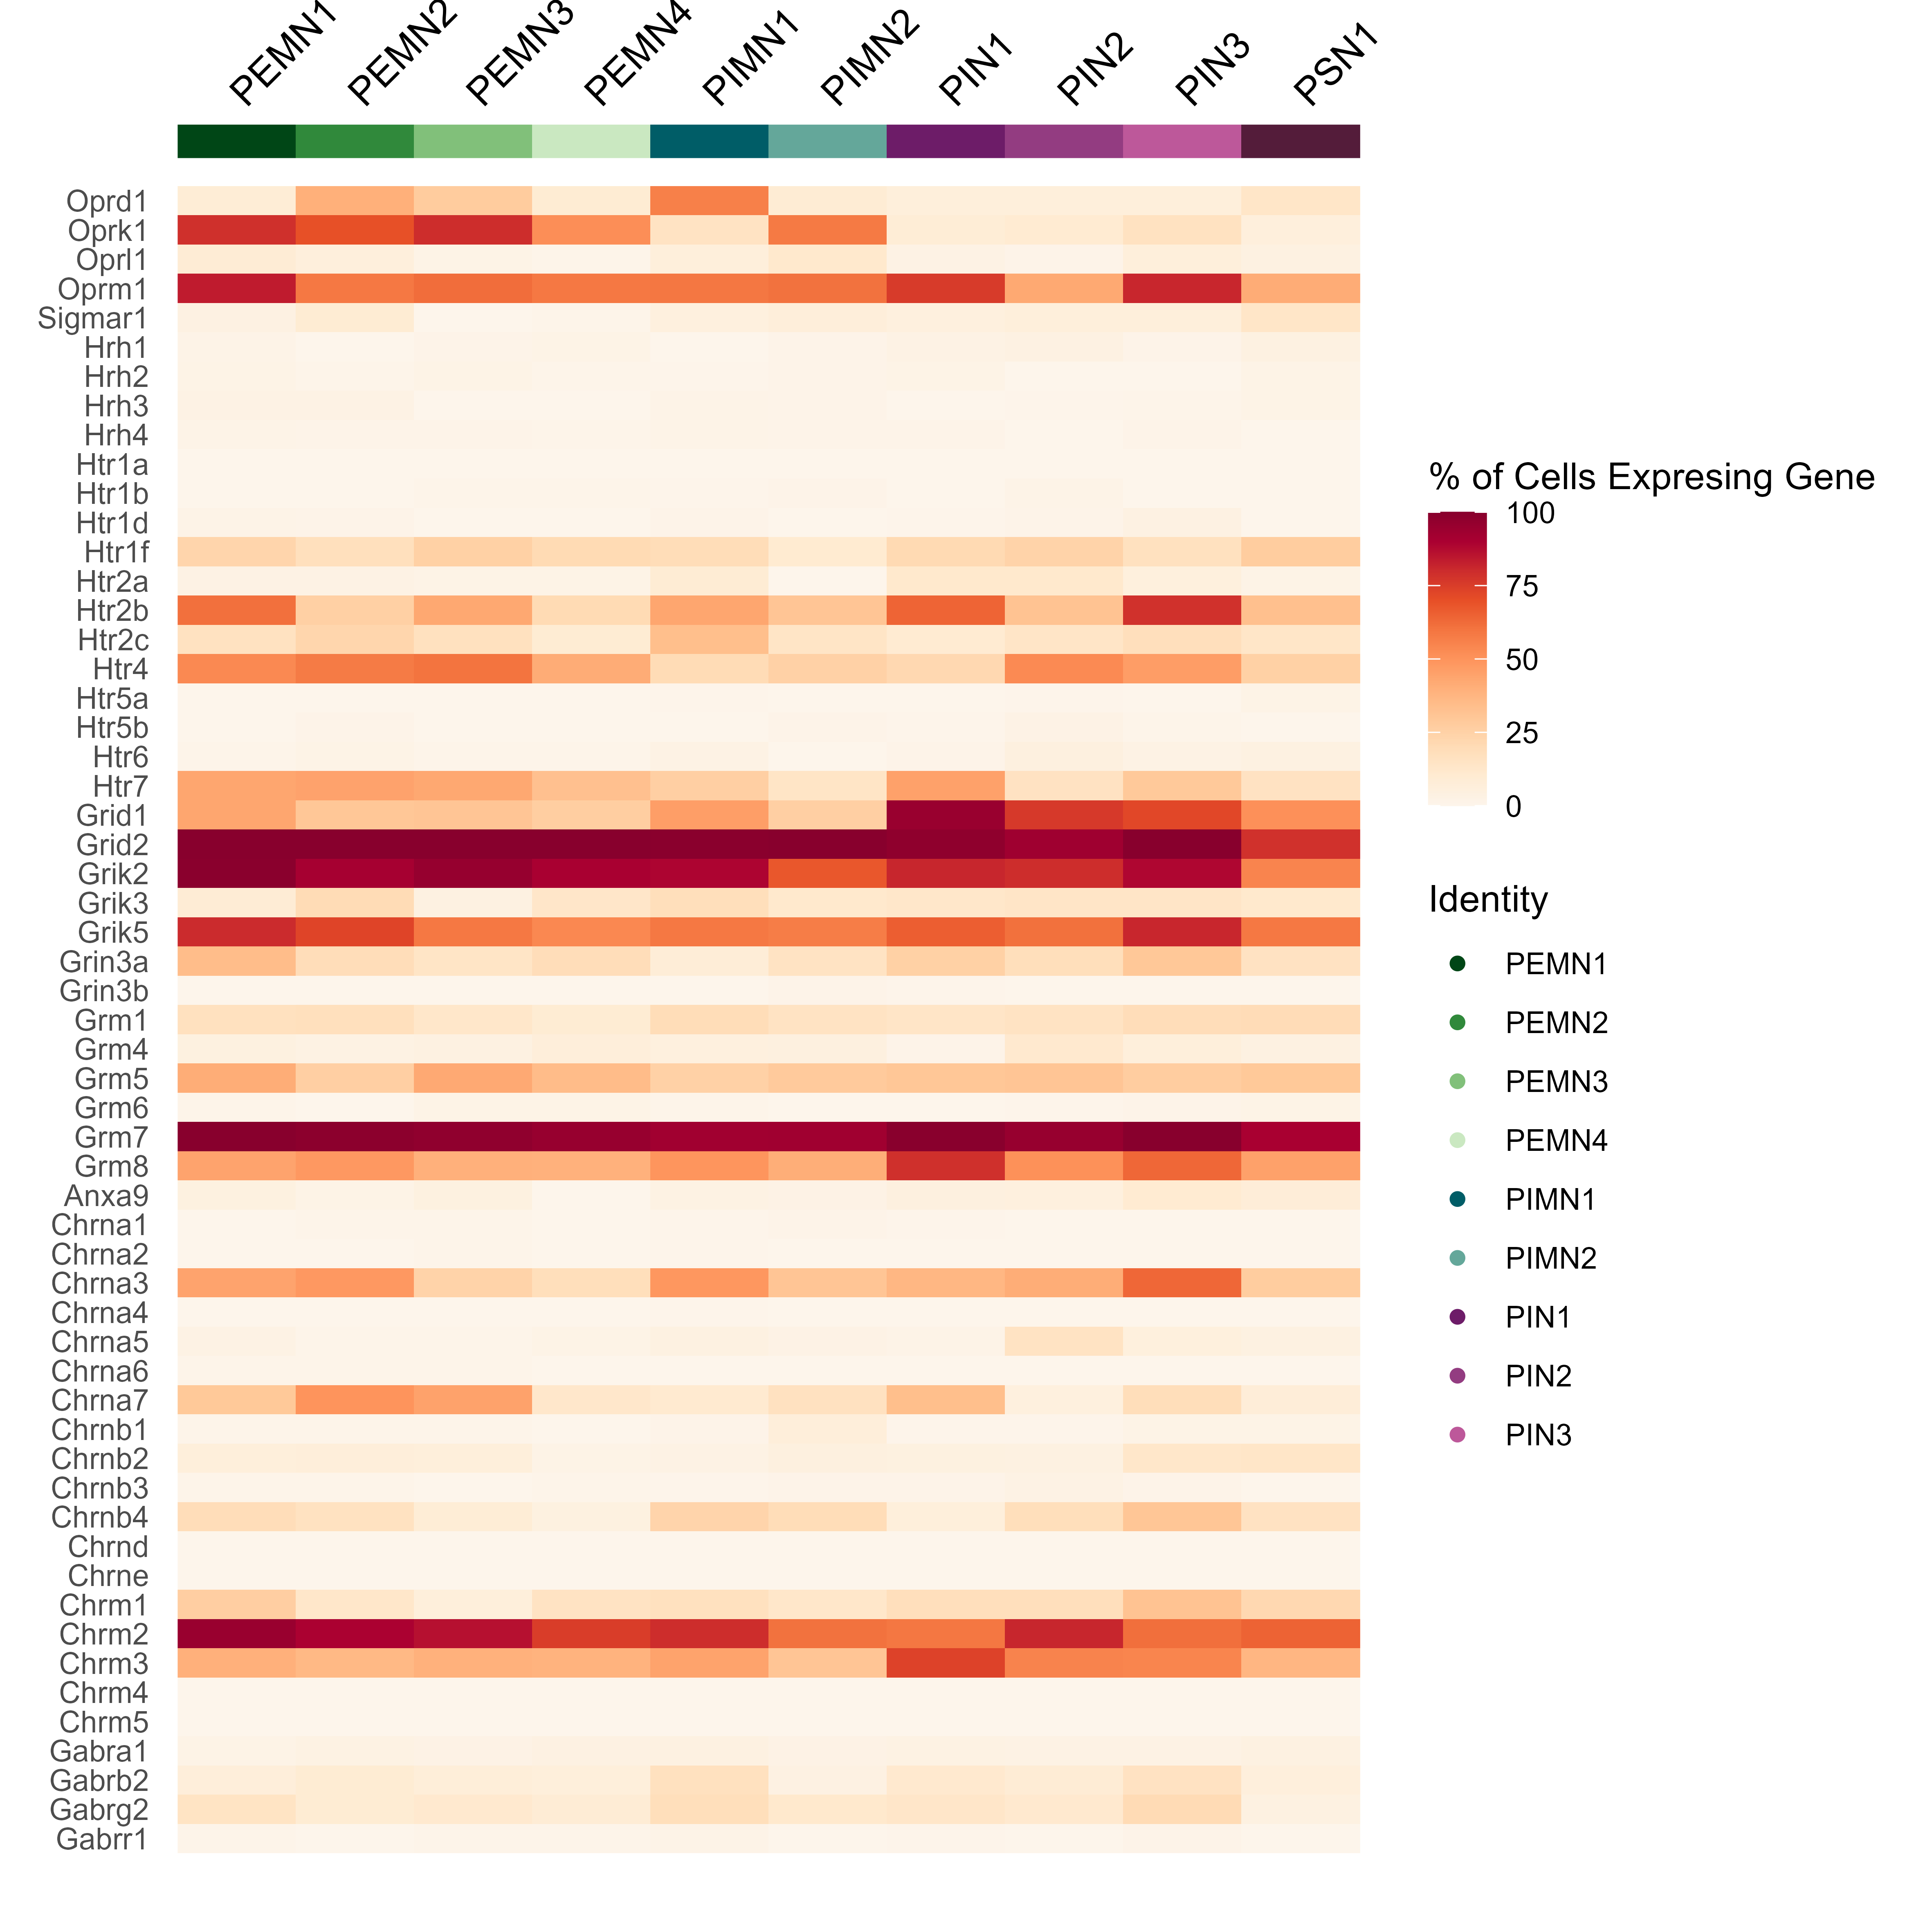 PEMN1
PEMN2
PEMN3
PEMN4
PIMN1
PIMN2
PIN1
PIN2
PIN3
PSN1
Oprd1
Oprk1
Oprl1
Oprm1
Sigmar1
Hrh1
Hrh2
Hrh3
Hrh4
Htr1a
Htr1b
Htr1d
Htr1f
Htr2a
Htr2b
Htr2c
Htr4
Htr5a
Htr5b
Htr6
Htr7
Grid1
Grid2
Grik2
Grik3
Grik5
Grin3a
Grin3b
Grm1
Grm4
Grm5
Grm6
Grm7
Grm8
Anxa9
Chrna1
Chrna2
Chrna3
Chrna4
Chrna5
Chrna6
Chrna7
Chrnb1
Chrnb2
Chrnb3
Chrnb4
Chrnd
Chrne
Chrm1
Chrm2
Chrm3
Chrm4
Chrm5
Gabra1
Gabrb2
Gabrg2
Gabrr1
% of Cells Expresing Gene
100
75
50
25
0
Identity
PEMN1
PEMN2
PEMN3
PEMN4
PIMN1
PIMN2
PIN1
PIN2
PIN3